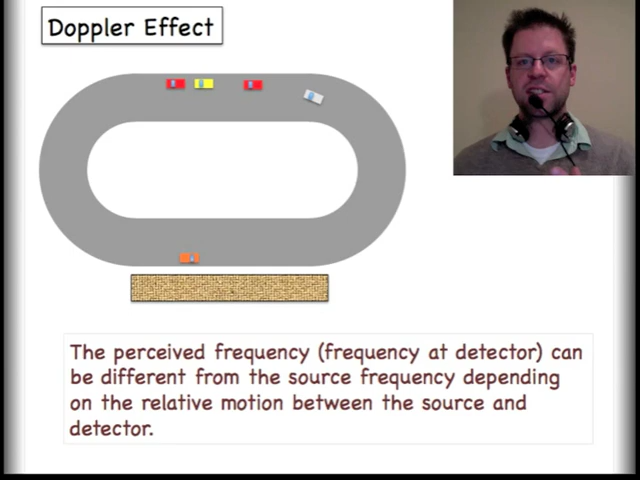 Doppler Effect
The perceived frequency (frequency at detector) can
be different from the source frequency depending
on the relative motion between the source and
detector.